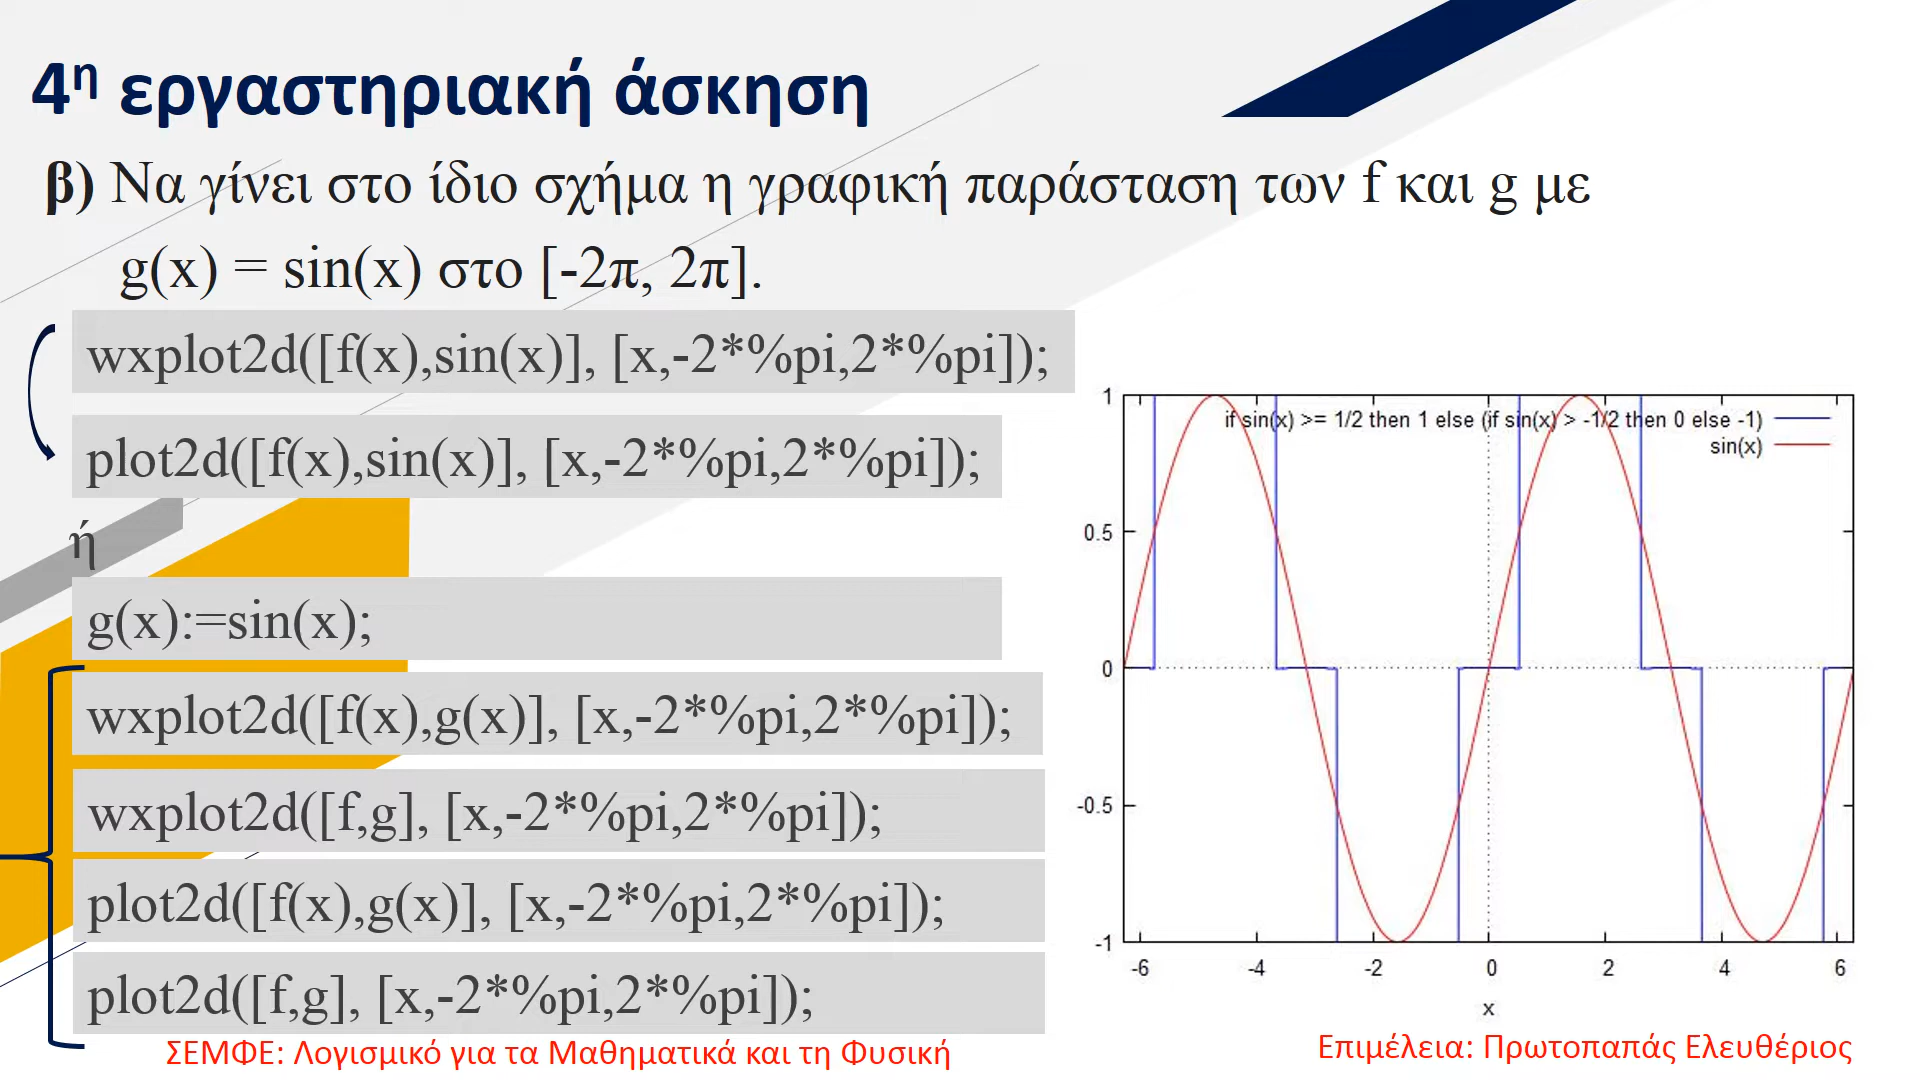 4η εργαστηριακή άσκηση
β) Να γίνει στο ίδιο σχήμα η γραφική παράσταση των f και g με
g(x) = sin(x) στο [-2π, 2π].
wxplot2d([f(x),sin(x)], [x,-2*%pi,2*%pi]);
plot2d([f(x),sin(x)], [x,-2*%pi,2*%pi]);
ή
g(x):=sin(x);
wxplot2d([f(x),g(x)], [x,-2*%pi,2*%pi]);
wxplot2d([f,g], [x,-2*%pi,2*%pi]);
plot2d([f(x),g(x)], [x,-2*%pi,2*%pi]);
plot2d([f,g], [x,-2*%pi,2*%pi]);
if sin(x) >= 1/2 then 1 else (if sin(x) > -1/2 then 0 else -1)
sin(x)
1
0.5
0
-0.5
-1
-6 -4 -2 0 2 4 6
x
ΣΕΜΦΕ: Λογισμικό για τα Μαθηματικά και τη Φυσική
Επιμέλεια: Πρωτοπαπάς Ελευθέριος